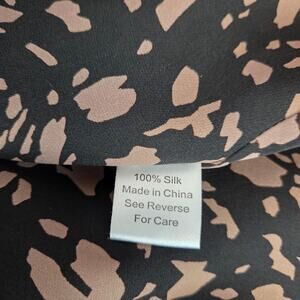 100% Silk
Made in China
See Reverse
For Care